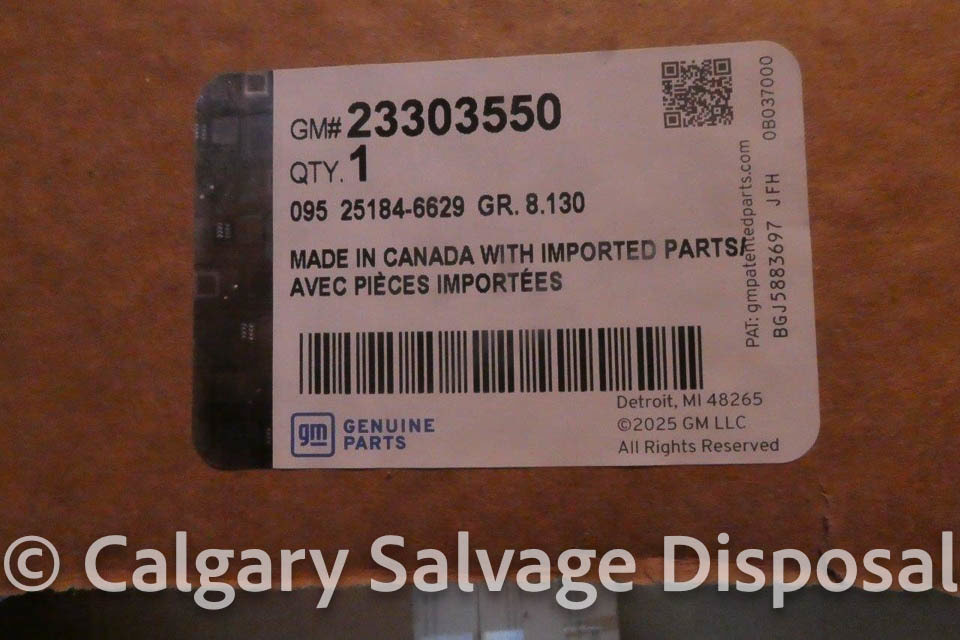 GM# 23303550
QTY. 1
095 25184-6629 GR. 8.130
MADE IN CANADA WITH IMPORTED PARTS/
AVEC PIÈCES IMPORTÉES
gm GENUINE
PARTS
Detroit, MI 48265
©2025 GM LLC
All Rights Reserved
PAT: gmpatentedparts.com
BGJ5883697 JFH 0B037000
© Calgary Salvage Disposal